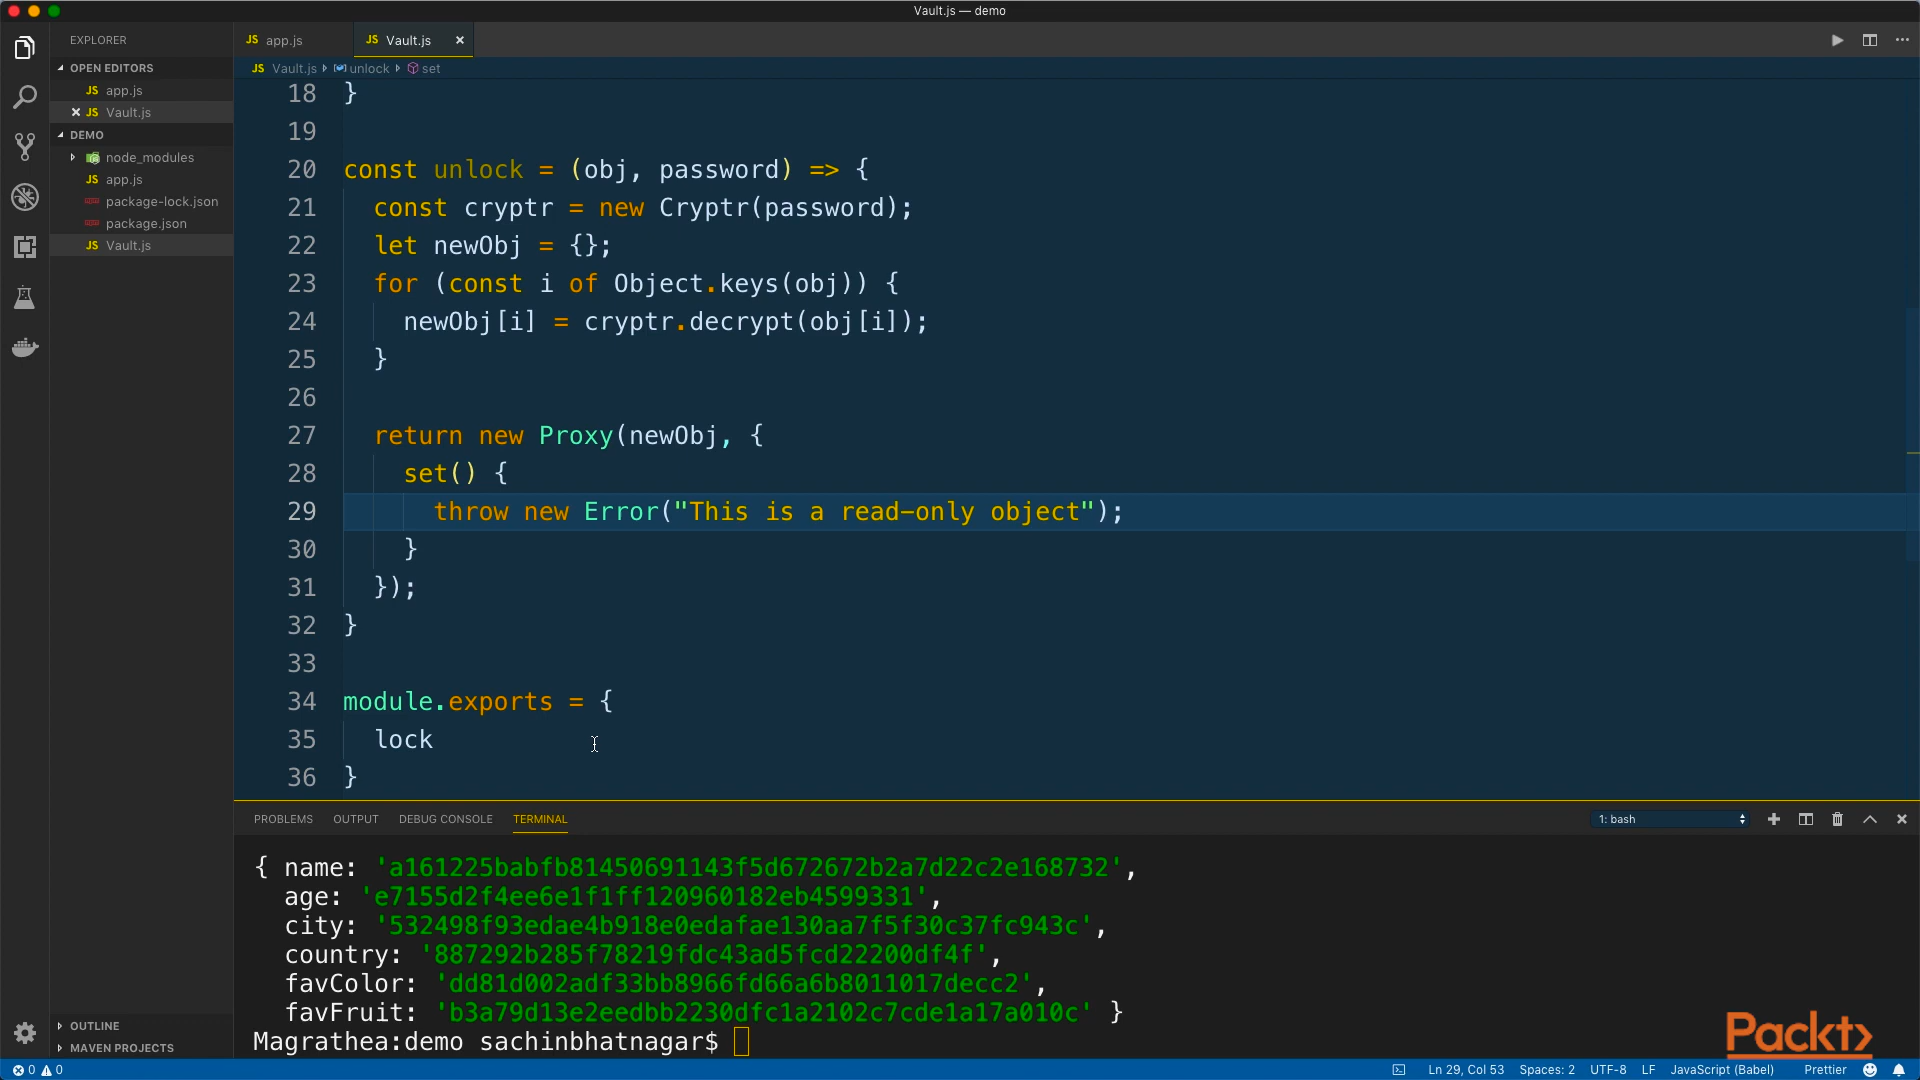 Vault.js — demo
EXPLORER
OPEN EDITORS
JS app.js
JS Vault.js
DEMO
node_modules
JS app.js
package-lock.json
package.json
JS Vault.js
OUTLINE
MAVEN PROJECTS
JS app.js
JS Vault.js
JS Vault.js unlock set
18 }
19
20 const unlock = (obj, password) => {
21 const cryptr = new Cryptr(password);
22 let newObj = {};
23 for (const i of Object.keys(obj)) {
24 newObj[i] = cryptr.decrypt(obj[i]);
25 }
26
27 return new Proxy(newObj, {
28 set() {
29 throw new Error("This is a read-only object");
30 }
31 });
32 }
33
34 module.exports = {
35 lock
36 }
PROBLEMS OUTPUT DEBUG CONSOLE TERMINAL 1: bash
{ name: 'a161225babfb81450691143f5d672672b2a7d22c2e168732',
age: 'e7155d2f4ee6e1f1ff120960182eb4599331',
city: '532498f93edae4b918e0edafae130aa7f5f30c37fc943c',
country: '887292b285f78219fdc43ad5fcd22200df4f',
favColor: 'dd81d002adf33bb8966fd66a6b8011017decc2',
favFruit: 'b3a79d13e2eedbb2230dfc1a2102c7cde1a17a010c' }
Magrathea:demo sachinbhatnagar$
Packt>
0 0 Ln 29, Col 53 Spaces: 2 UTF-8 LF JavaScript (Babel) Prettier